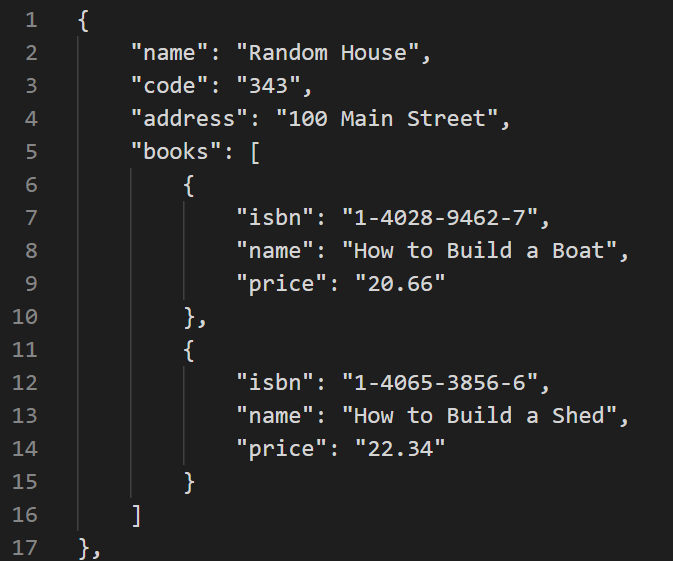 1 {
2 "name": "Random House",
3 "code": "343",
4 "address": "100 Main Street",
5 "books": [
6 {
7 "isbn": "1-4028-9462-7",
8 "name": "How to Build a Boat",
9 "price": "20.66"
10 },
11 {
12 "isbn": "1-4065-3856-6",
13 "name": "How to Build a Shed",
14 "price": "22.34"
15 }
16 ]
17 },